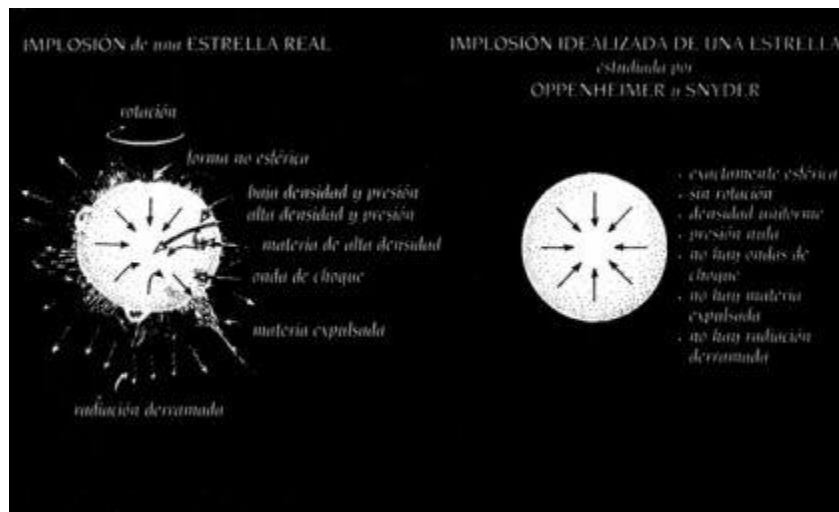 IMPLOSIÓN de una ESTRELLA REAL
rotación
forma no esférica
baja densidad y presión
alta densidad y presión
materia de alta densidad
onda de choque
materia expulsada
radiación derramada
IMPLOSIÓN IDEALIZADA DE UNA ESTRELLA
estudiada por
OPPENHEIMER y SNYDER
· exactamente esférica
· sin rotación
· densidad uniforme
· presión nula
· no hay ondas de
choque
· no hay materia
expulsada
· no hay radiación
derramada